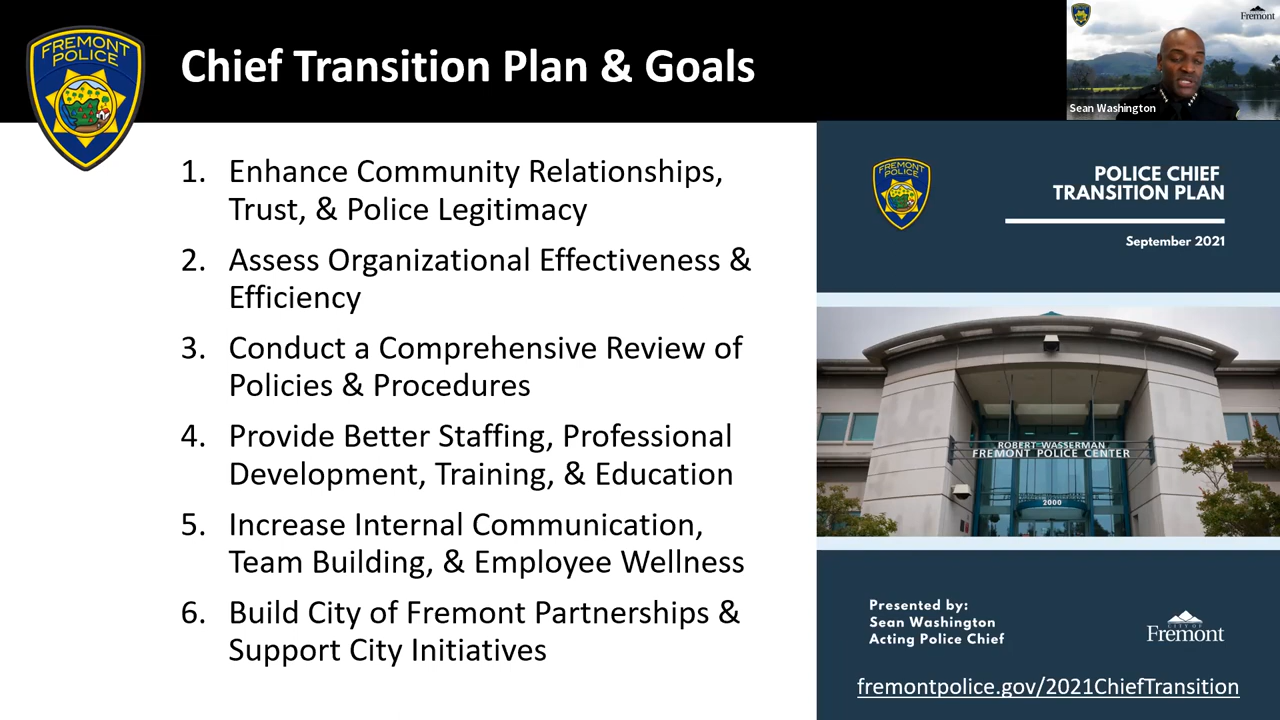 FREMONT
POLICE
Chief Transition Plan & Goals
Fremont
Sean Washington
1. Enhance Community Relationships,
Trust, & Police Legitimacy
2. Assess Organizational Effectiveness &
Efficiency
3. Conduct a Comprehensive Review of
Policies & Procedures
4. Provide Better Staffing, Professional
Development, Training, & Education
5. Increase Internal Communication,
Team Building, & Employee Wellness
6. Build City of Fremont Partnerships &
Support City Initiatives
FREMONT
POLICE
POLICE CHIEF
TRANSITION PLAN
September 2021
ROBERT WASSERMAN
FREMONT POLICE CENTER
2000
Presented by:
Sean Washington
Acting Police Chief
CITY OF
Fremont
fremontpolice.gov/2021ChiefTransition